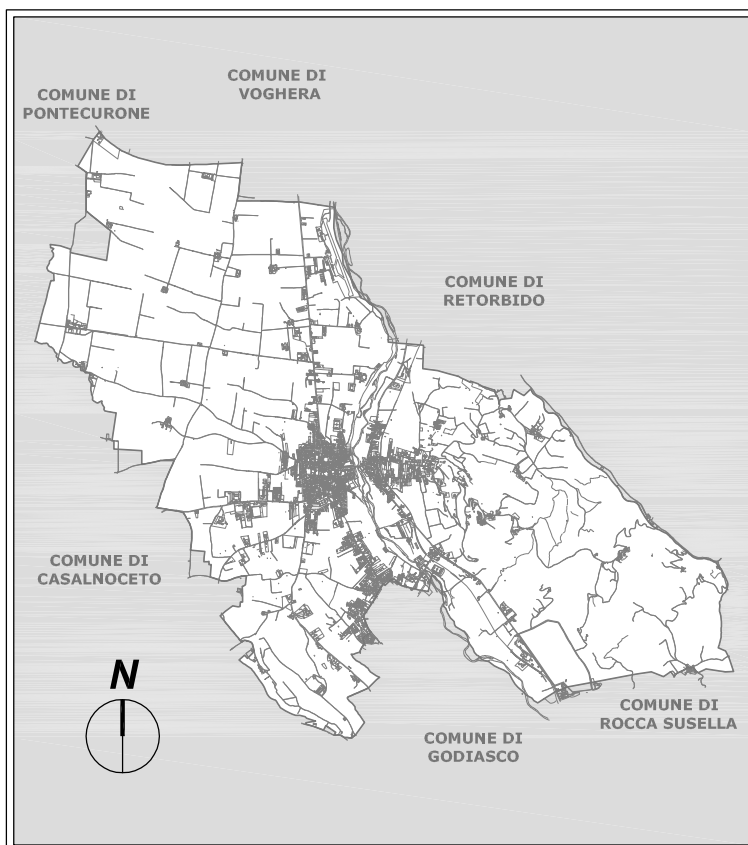 COMUNE DI
VOGHERA
COMUNE DI
PONTECURONE
COMUNE DI
RETORBIDO
COMUNE DI
CASALNOCETO
N
COMUNE DI
ROCCA SUSELLA
COMUNE DI
GODIASCO